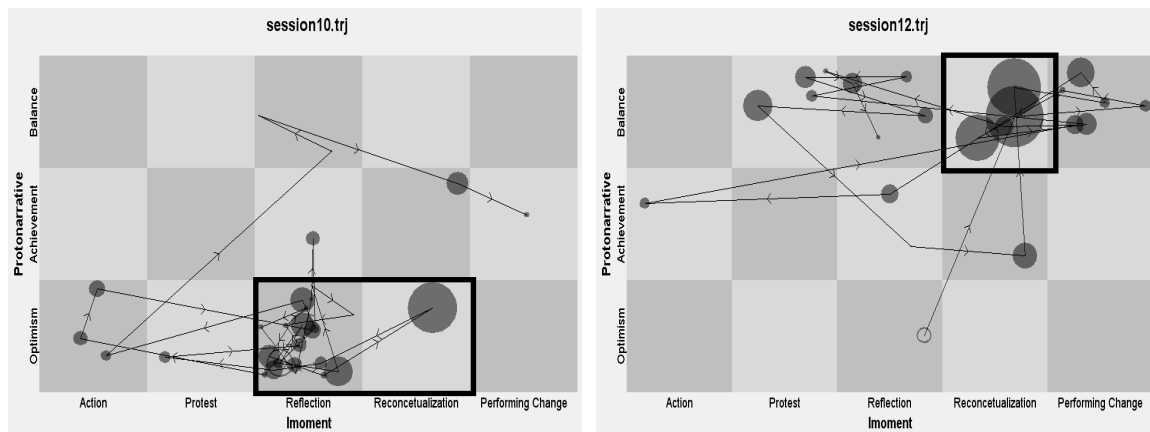 session10.trj
Balance
Achievement
Optimism
Protonarrative
Action Protest Reflection Reconcetualization Performing Change
Imoment
session12.trj
Balance
Achievement
Optimism
Protonarrative
Action Protest Reflection Reconcetualization Performing Change
Imoment